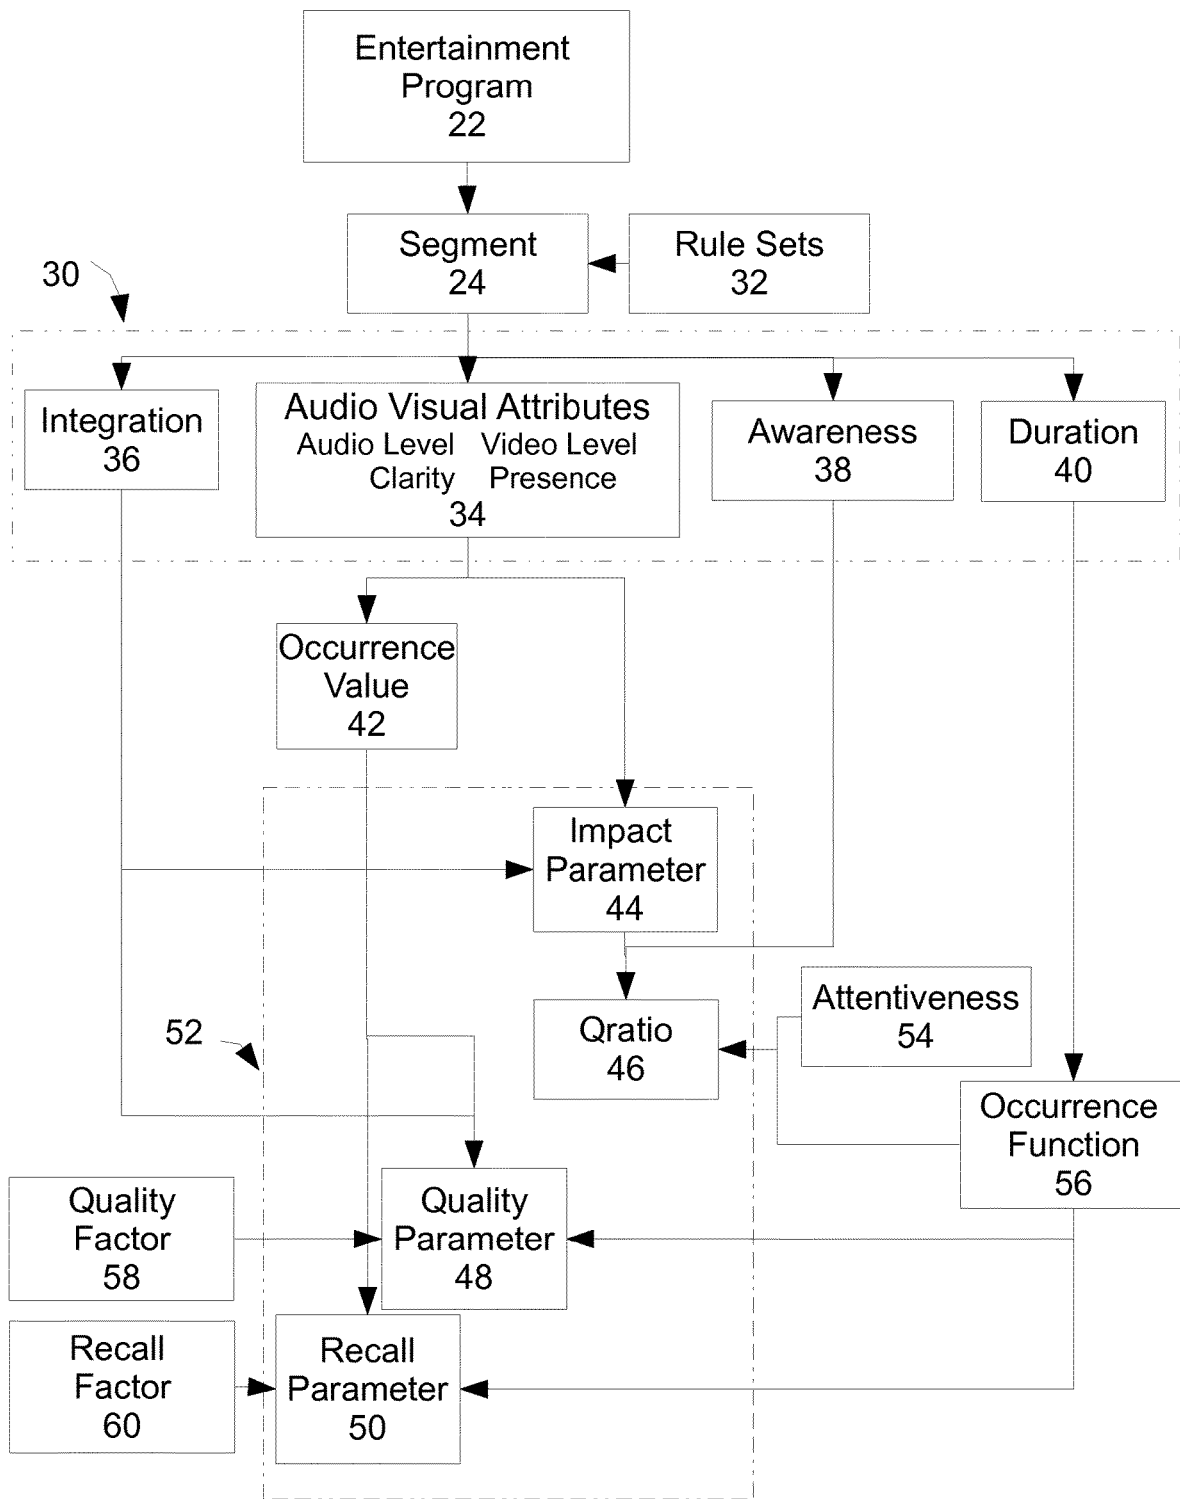 Entertainment
Program
22
Segment
24
Rule Sets
32
30
Integration
36
Audio Visual Attributes
Audio Level Video Level
Clarity Presence
34
Awareness
38
Duration
40
Occurrence
Value
42
Impact
Parameter
44
Attentiveness
54
Qratio
46
52
Occurrence
Function
56
Quality
Factor
58
Quality
Parameter
48
Recall
Factor
60
Recall
Parameter
50